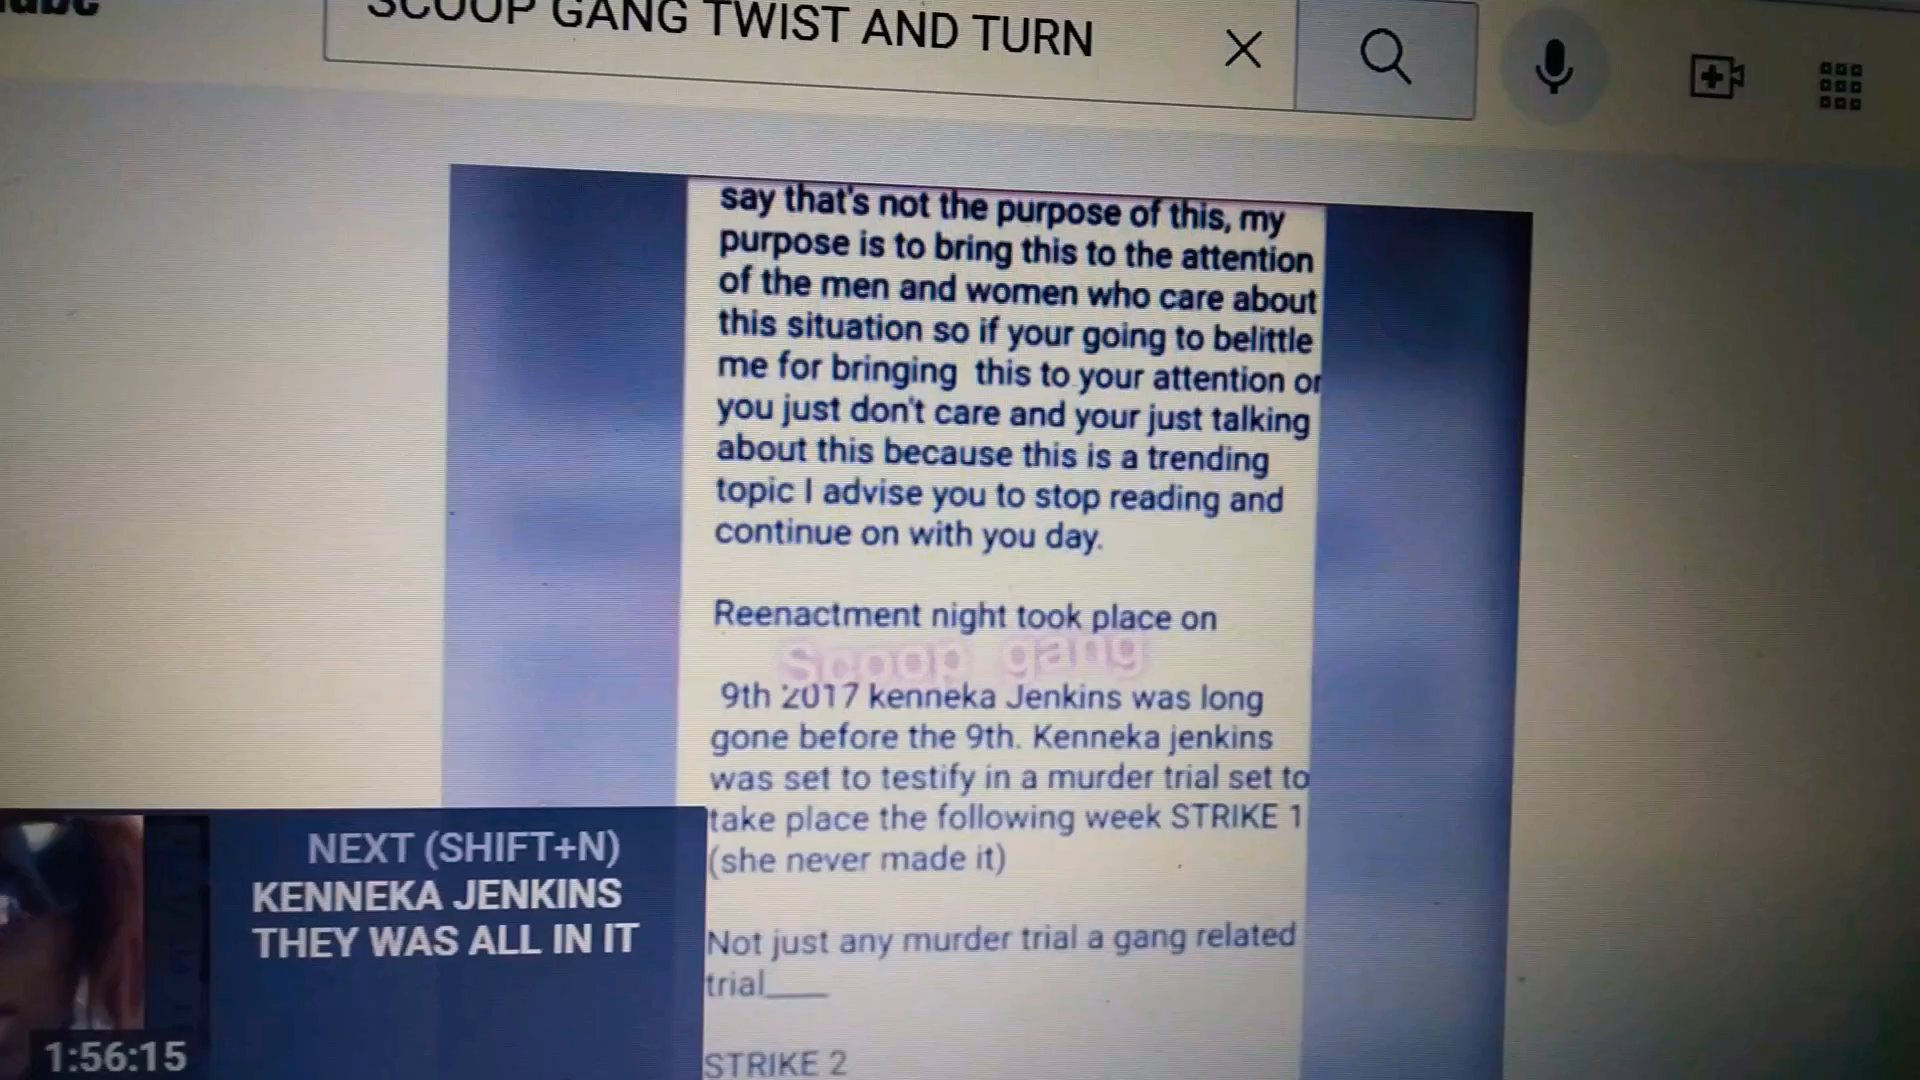 SCOOP GANG TWIST AND TURN
say that's not the purpose of this, my
purpose is to bring this to the attention
of the men and women who care about
this situation so if your going to belittle
me for bringing  this to your attention or
you just don't care and your just talking
about this because this is a trending
topic I advise you to stop reading and
continue on with you day.
Reenactment night took place on
Scoop gang
9th 2017 kenneka Jenkins was long
gone before the 9th. Kenneka jenkins
was set to testify in a murder trial set to
take place the following week STRIKE 1
(she never made it)
Not just any murder trial a gang related
trial____
STRIKE 2
NEXT (SHIFT+N)
KENNEKA JENKINS
THEY WAS ALL IN IT
1:56:15